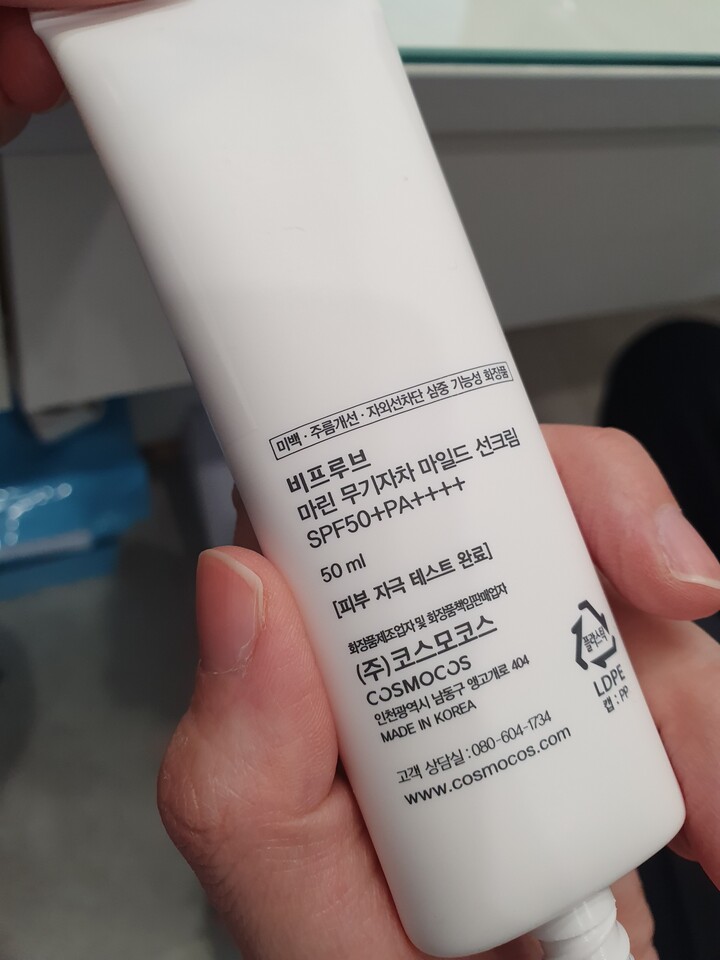 미백 · 주름개선 · 자외선차단 삼중 기능성 화장품
비프루브
마린 무기자차 마일드 선크림
SPF50+PA++++
50 ml
[피부 자극 테스트 완료]
화장품제조업자 및 화장품책임판매업자
(주)코스모코스
COSMOCOS
인천광역시 남동구 앵고개로 404
MADE IN KOREA
고객 상담실 : 080-604-1734
www.cosmocos.com
플라스틱
LDPE
캡 : PP